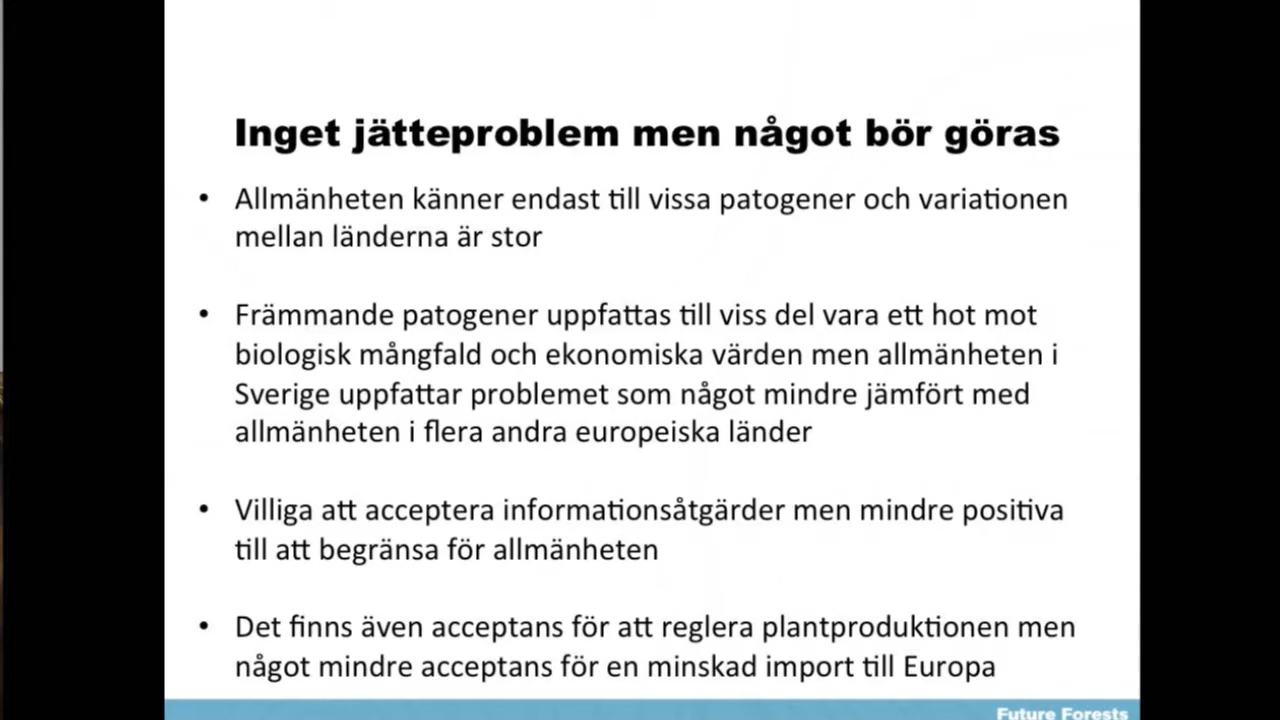 Inget jätteproblem men något bör göras
• Allmänheten känner endast till vissa patogener och variationen
mellan länderna är stor
• Främmande patogener uppfattas till viss del vara ett hot mot
biologisk mångfald och ekonomiska värden men allmänheten i
Sverige uppfattar problemet som något mindre jämfört med
allmänheten i flera andra europeiska länder
• Villiga att acceptera informationsåtgärder men mindre positiva
till att begränsa för allmänheten
• Det finns även acceptans för att reglera plantproduktionen men
något mindre acceptans för en minskad import till Europa
Future Forests